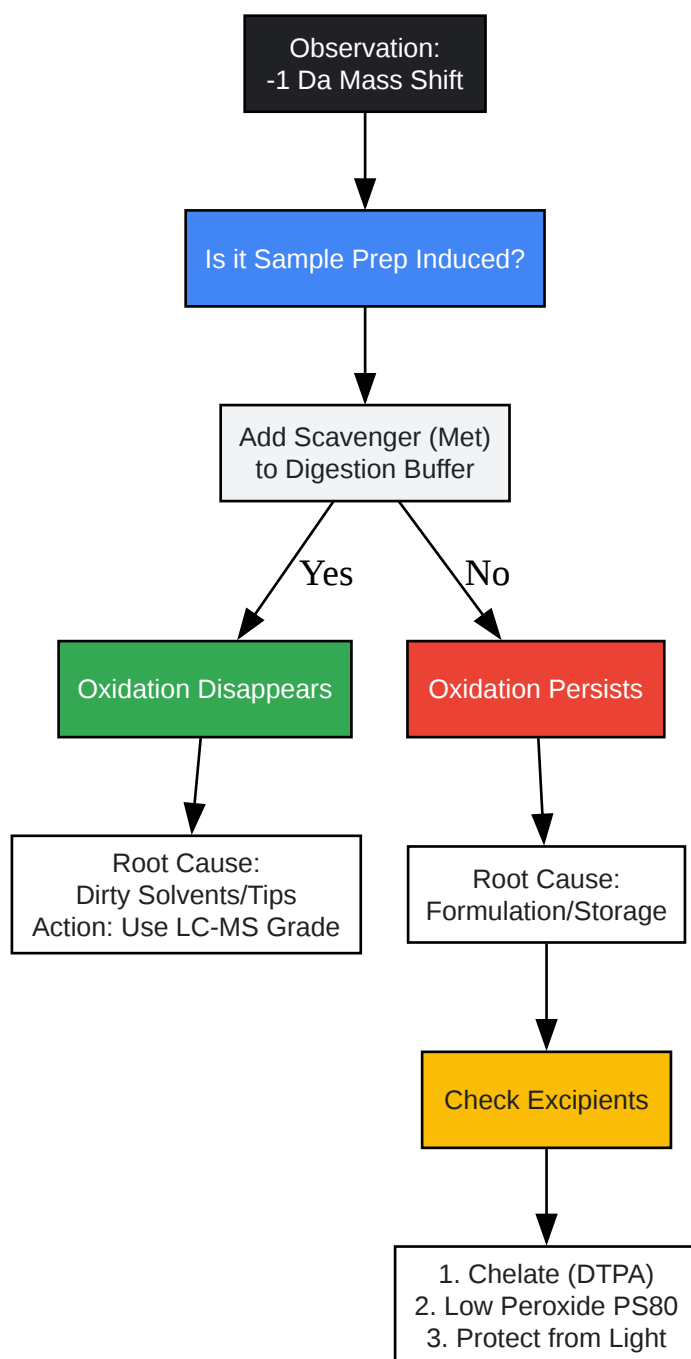 Observation:
-1 Da Mass Shift
Is it Sample Prep Induced?
Add Scavenger (Met)
to Digestion Buffer
Yes
No
Oxidation Disappears
Oxidation Persists
Root Cause:
Dirty Solvents/Tips
Action: Use LC-MS Grade
Root Cause:
Formulation/Storage
Check Excipients
1. Chelate (DTPA)
2. Low Peroxide PS80
3. Protect from Light